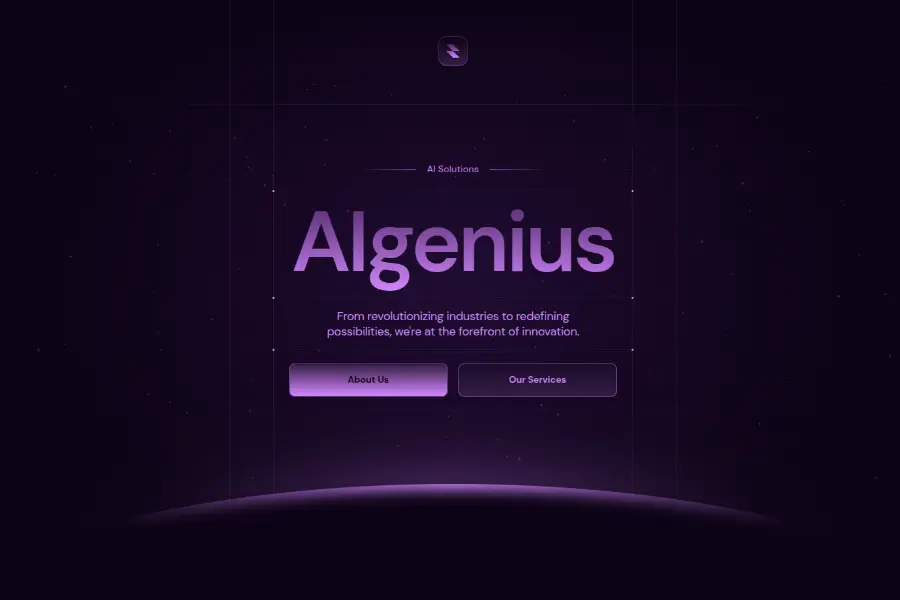 AI Solutions
Algenius
From revolutionizing industries to redefining
possibilities, we're at the forefront of innovation.
About Us
Our Services